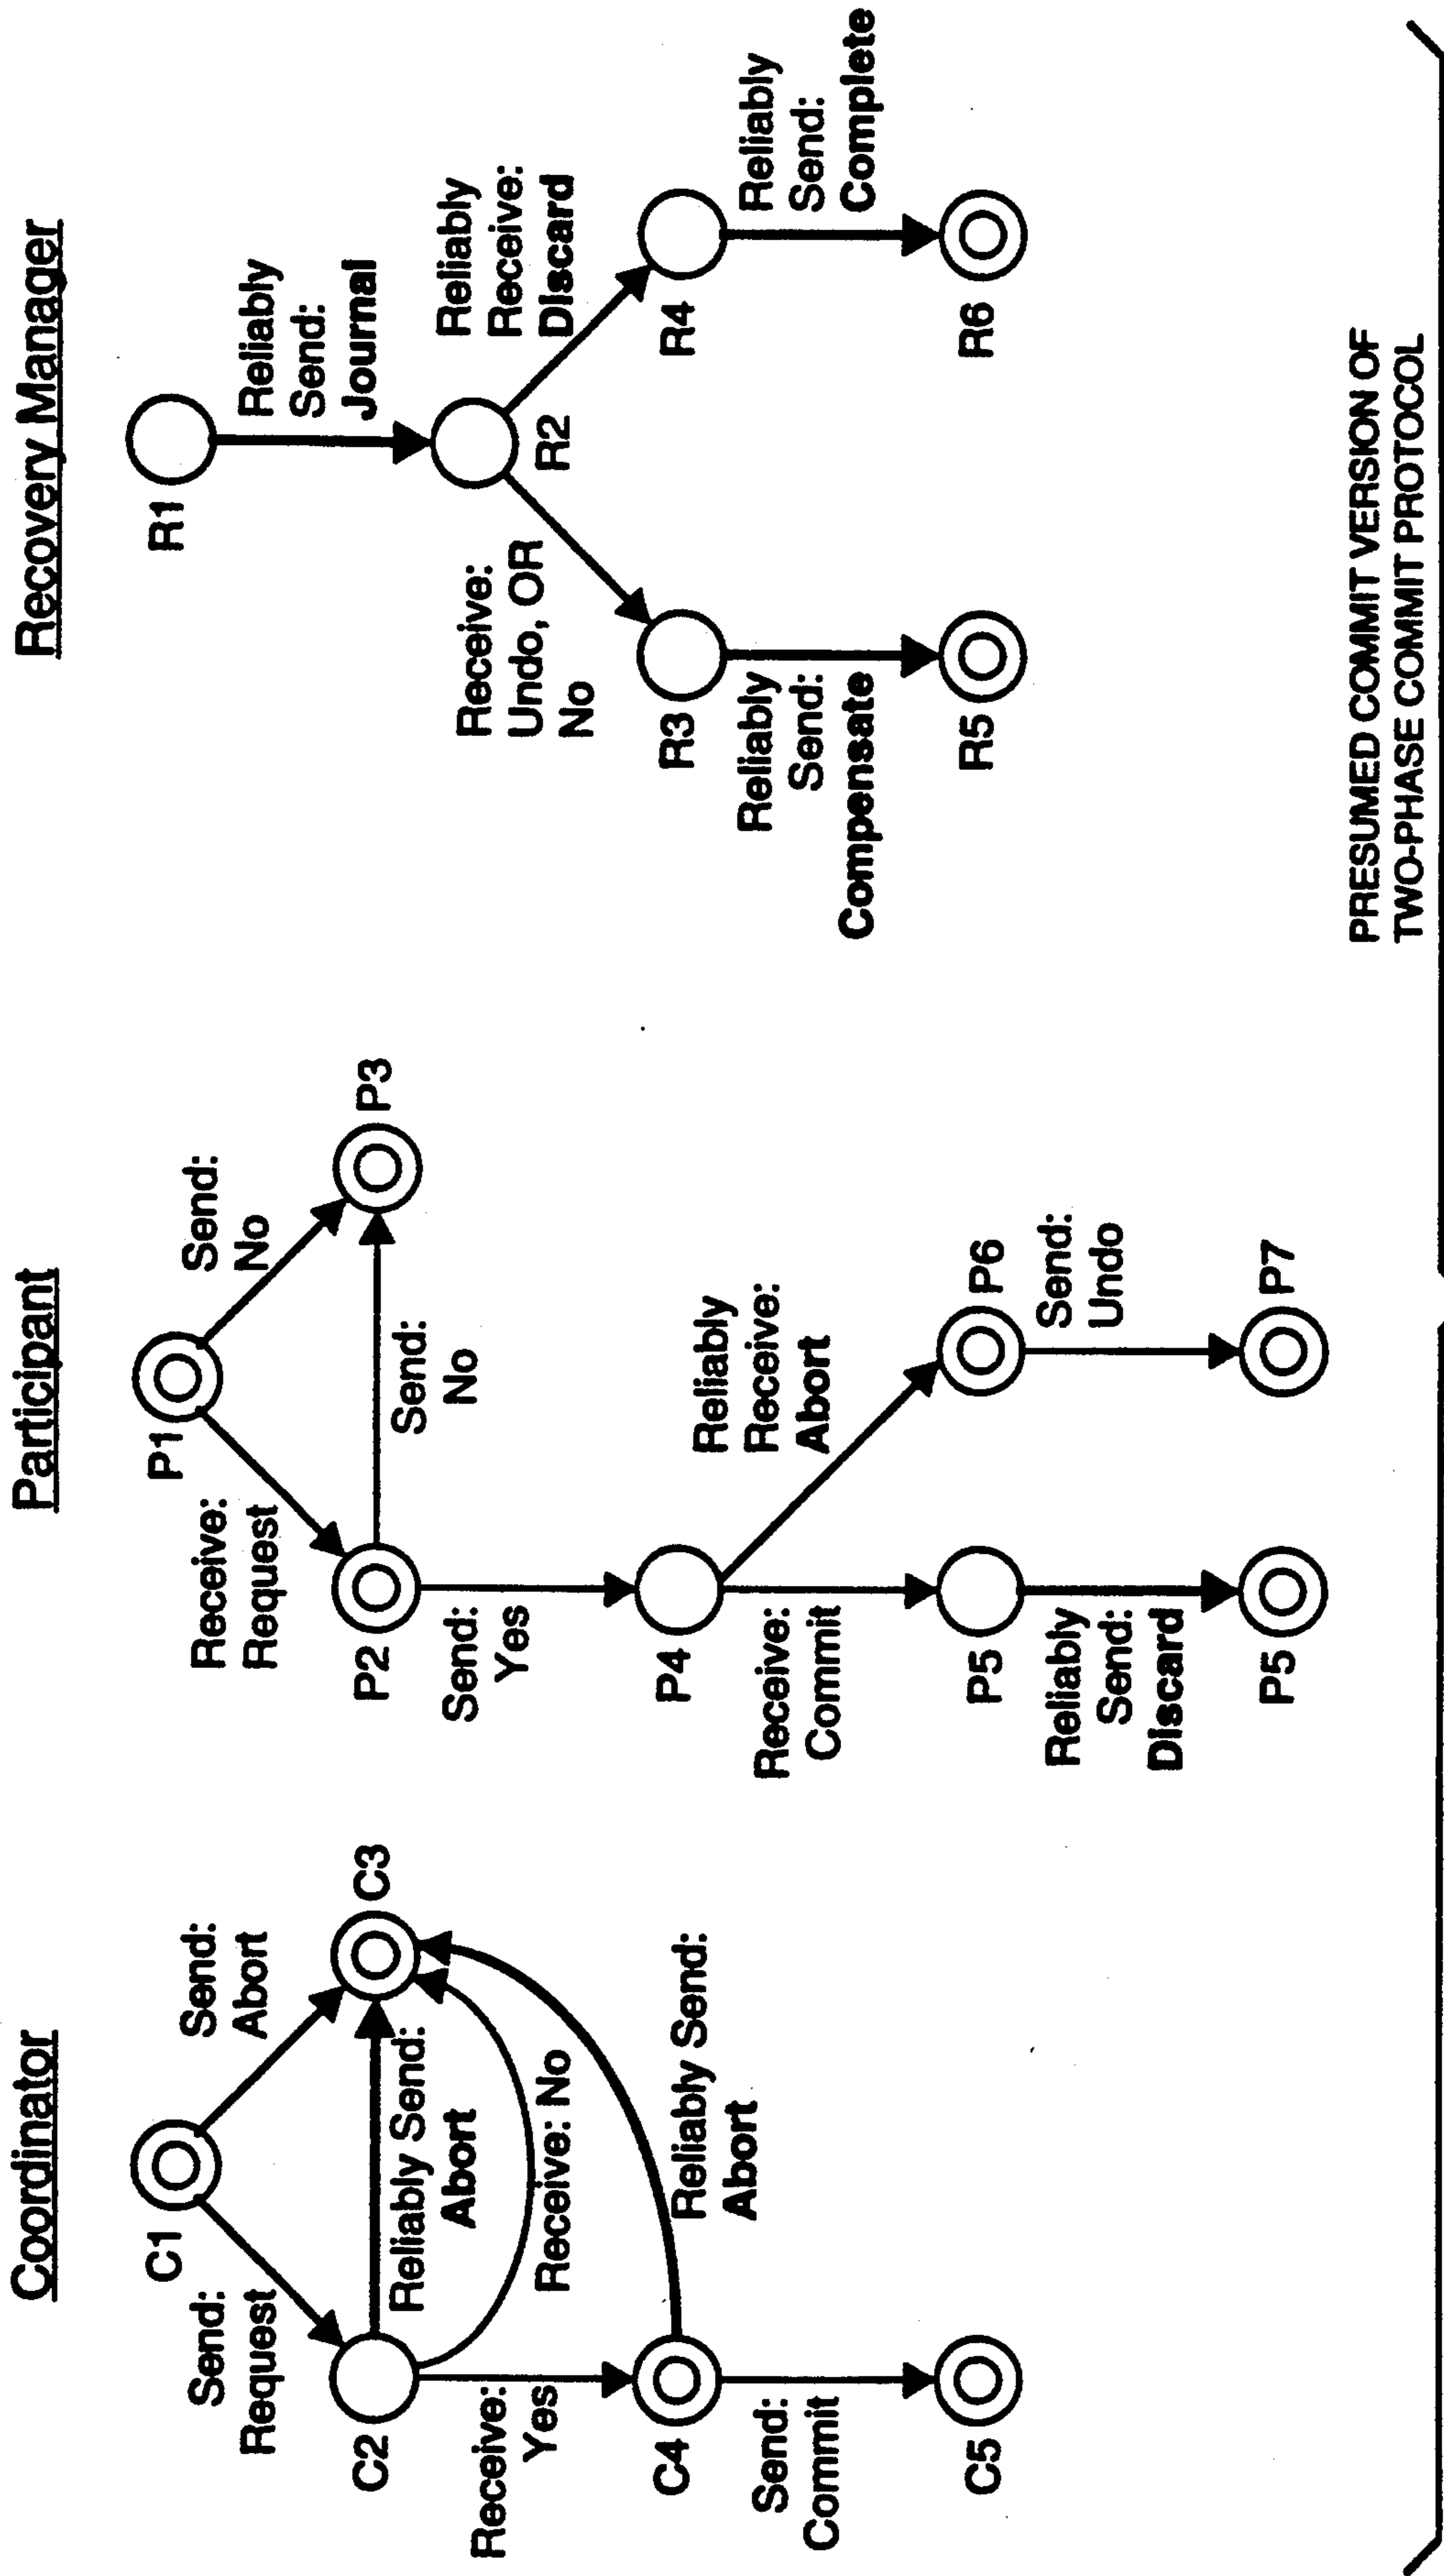 Coordinator
C1
Send:
Request
Send:
Abort
C2
C3
Reliably Send:
Abort
Receive: No
Receive:
Yes
C4
Reliably Send:
Abort
Send:
Commit
C5
Participant
P1
Receive:
Request
Send:
No
P2
P3
Send:
No
Send:
Yes
P4
Reliably
Receive:
Abort
Receive:
Commit
P5
P6
Reliably
Send:
Discard
Send:
Undo
P5
P7
Recovery Manager
R1
Reliably
Send:
Journal
R2
Receive:
Undo, OR
No
Reliably
Receive:
Discard
R3
R4
Reliably
Send:
Compensate
Reliably
Send:
Complete
R5
R6
PRESUMED COMMIT VERSION OF
TWO-PHASE COMMIT PROTOCOL